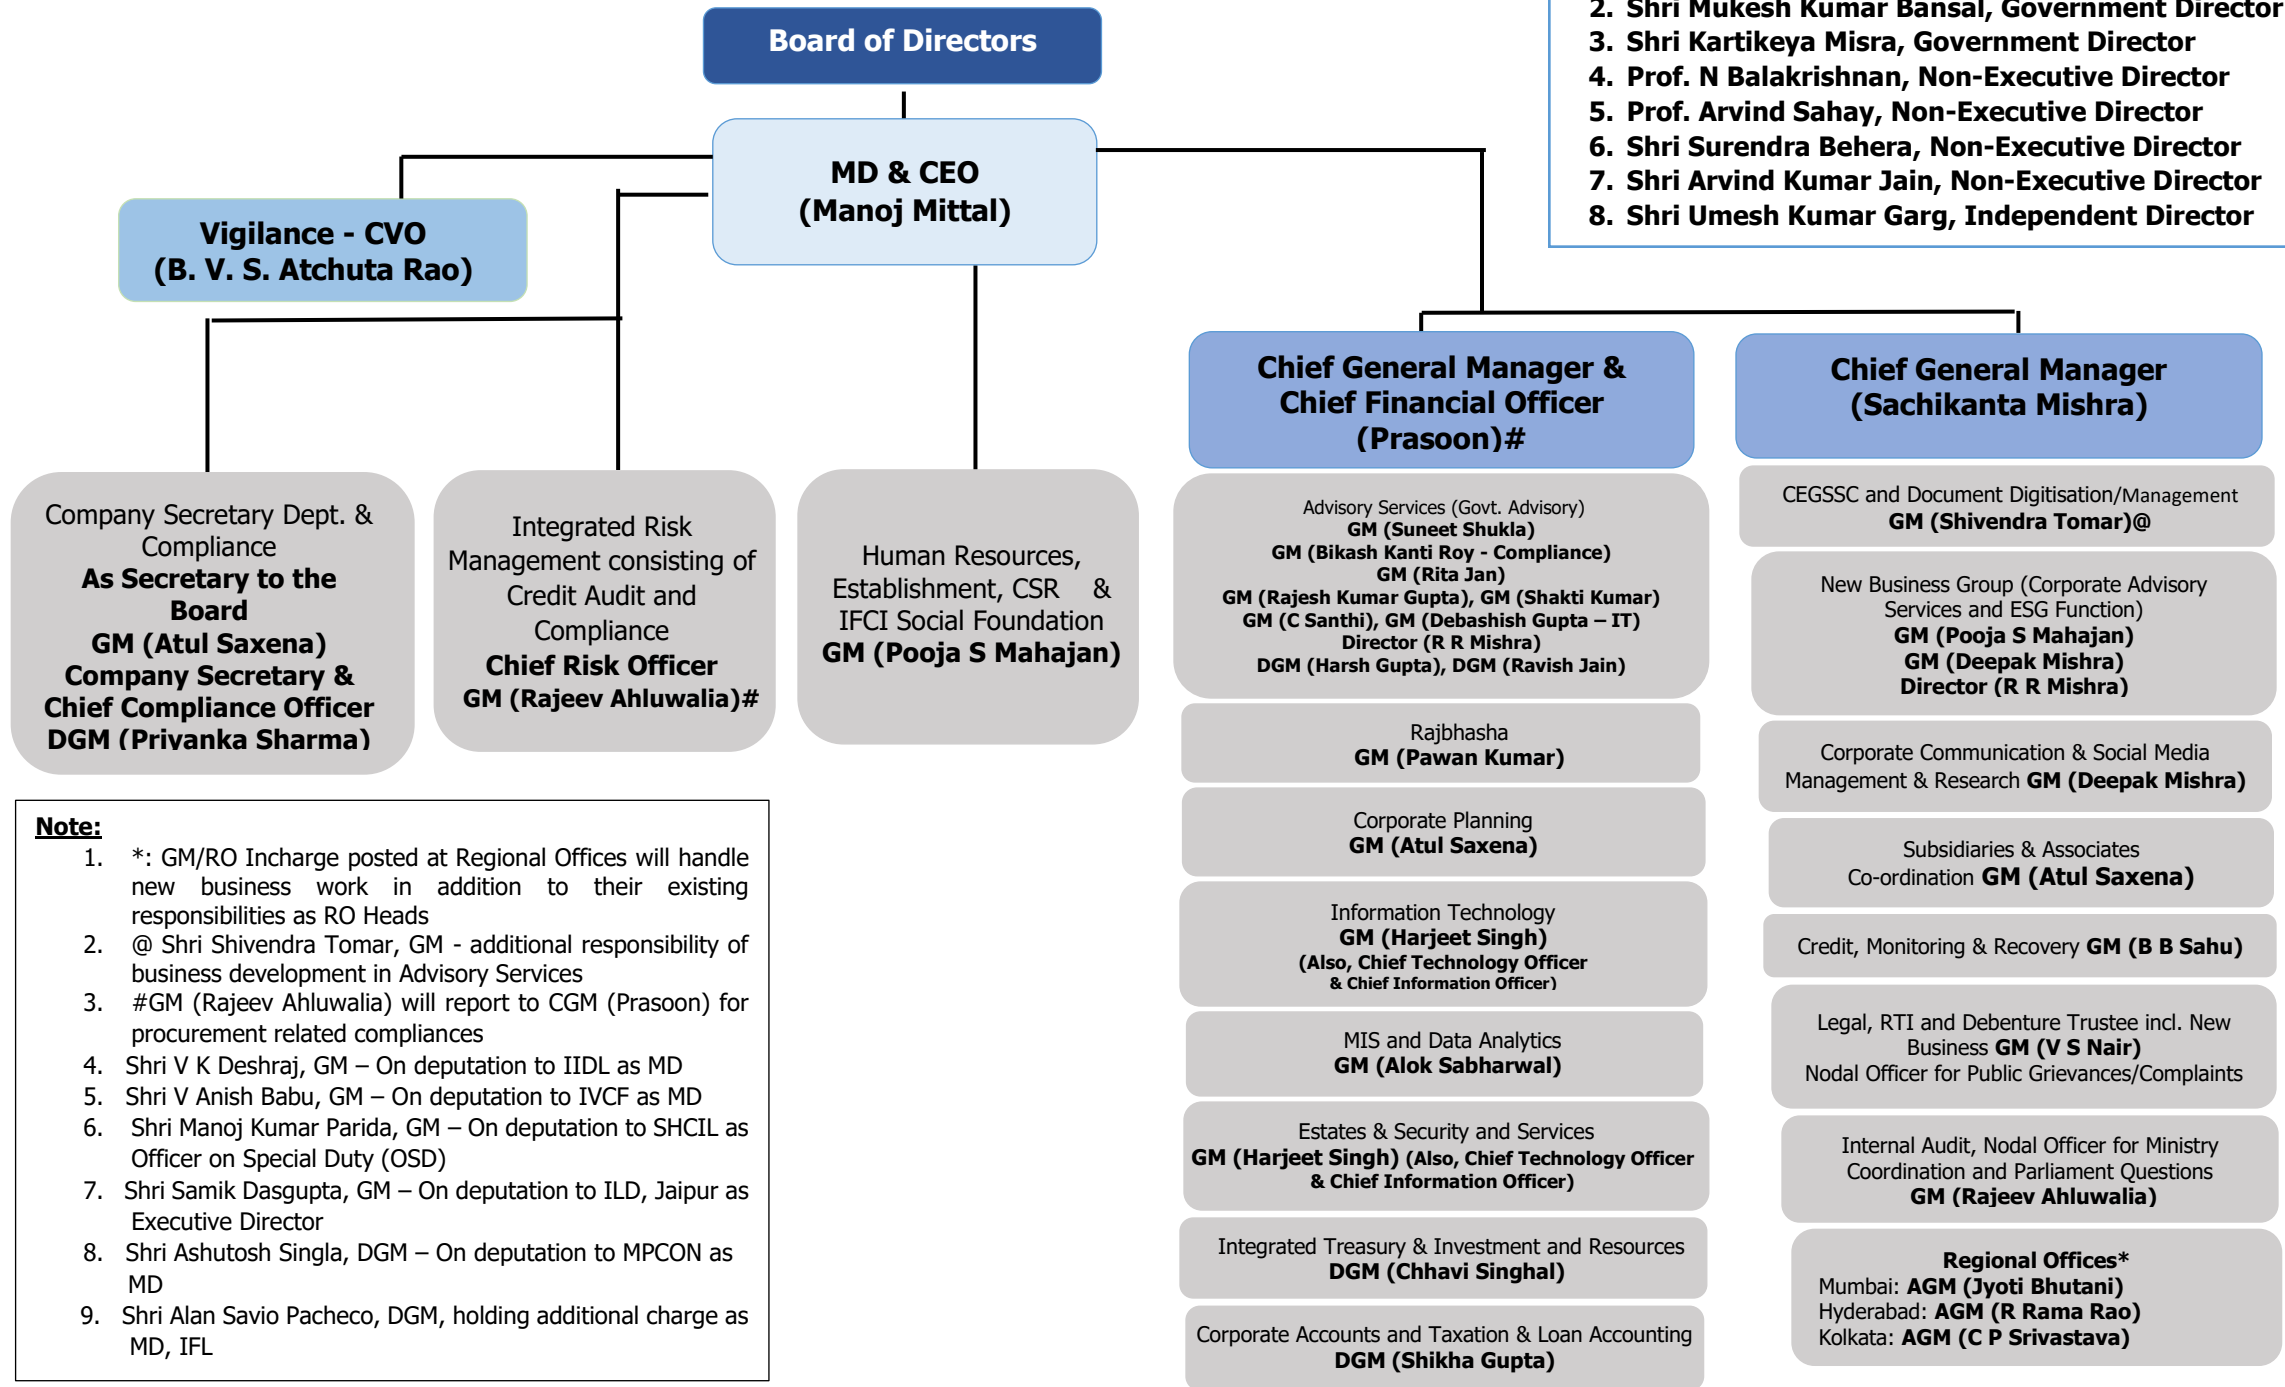 Board of Directors
2. Shri Mukesh Kumar Bansal, Government Director
3. Shri Kartikeya Misra, Government Director
4. Prof. N Balakrishnan, Non-Executive Director
5. Prof. Arvind Sahay, Non-Executive Director
6. Shri Surendra Behera, Non-Executive Director
7. Shri Arvind Kumar Jain, Non-Executive Director
8. Shri Umesh Kumar Garg, Independent Director
MD & CEO
(Manoj Mittal)
Vigilance - CVO
(B. V. S. Atchuta Rao)
Company Secretary Dept. &
Compliance
As Secretary to the
Board
GM (Atul Saxena)
Company Secretary &
Chief Compliance Officer
DGM (Priyanka Sharma)
Integrated Risk
Management consisting of
Credit Audit and
Compliance
Chief Risk Officer
GM (Rajeev Ahluwalia)#
Human Resources,
Establishment, CSR &
IFCI Social Foundation
GM (Pooja S Mahajan)
Chief General Manager &
Chief Financial Officer
(Prasoon)#
Advisory Services (Govt. Advisory)
GM (Suneet Shukla)
GM (Bikash Kanti Roy - Compliance)
GM (Rita Jan)
GM (Rajesh Kumar Gupta), GM (Shakti Kumar)
GM (C Santhi), GM (Debashish Gupta – IT)
Director (R R Mishra)
DGM (Harsh Gupta), DGM (Ravish Jain)
Rajbhasha
GM (Pawan Kumar)
Corporate Planning
GM (Atul Saxena)
Information Technology
GM (Harjeet Singh)
(Also, Chief Technology Officer
& Chief Information Officer)
MIS and Data Analytics
GM (Alok Sabharwal)
Estates & Security and Services
GM (Harjeet Singh) (Also, Chief Technology Officer
& Chief Information Officer)
Integrated Treasury & Investment and Resources
DGM (Chhavi Singhal)
Corporate Accounts and Taxation & Loan Accounting
DGM (Shikha Gupta)
Chief General Manager
(Sachikanta Mishra)
CEGSSC and Document Digitisation/Management
GM (Shivendra Tomar)@
New Business Group (Corporate Advisory
Services and ESG Function)
GM (Pooja S Mahajan)
GM (Deepak Mishra)
Director (R R Mishra)
Corporate Communication & Social Media
Management & Research GM (Deepak Mishra)
Subsidiaries & Associates
Co-ordination GM (Atul Saxena)
Credit, Monitoring & Recovery GM (B B Sahu)
Legal, RTI and Debenture Trustee incl. New
Business GM (V S Nair)
Nodal Officer for Public Grievances/Complaints
Internal Audit, Nodal Officer for Ministry
Coordination and Parliament Questions
GM (Rajeev Ahluwalia)
Regional Offices*
Mumbai: AGM (Jyoti Bhutani)
Hyderabad: AGM (R Rama Rao)
Kolkata: AGM (C P Srivastava)
Note:
1. *: GM/RO Incharge posted at Regional Offices will handle
new business work in addition to their existing
responsibilities as RO Heads
2. @ Shri Shivendra Tomar, GM - additional responsibility of
business development in Advisory Services
3. #GM (Rajeev Ahluwalia) will report to CGM (Prasoon) for
procurement related compliances
4. Shri V K Deshraj, GM – On deputation to IIDL as MD
5. Shri V Anish Babu, GM – On deputation to IVCF as MD
6. Shri Manoj Kumar Parida, GM – On deputation to SHCIL as
Officer on Special Duty (OSD)
7. Shri Samik Dasgupta, GM – On deputation to ILD, Jaipur as
Executive Director
8. Shri Ashutosh Singla, DGM – On deputation to MPCON as
MD
9. Shri Alan Savio Pacheco, DGM, holding additional charge as
MD, IFL